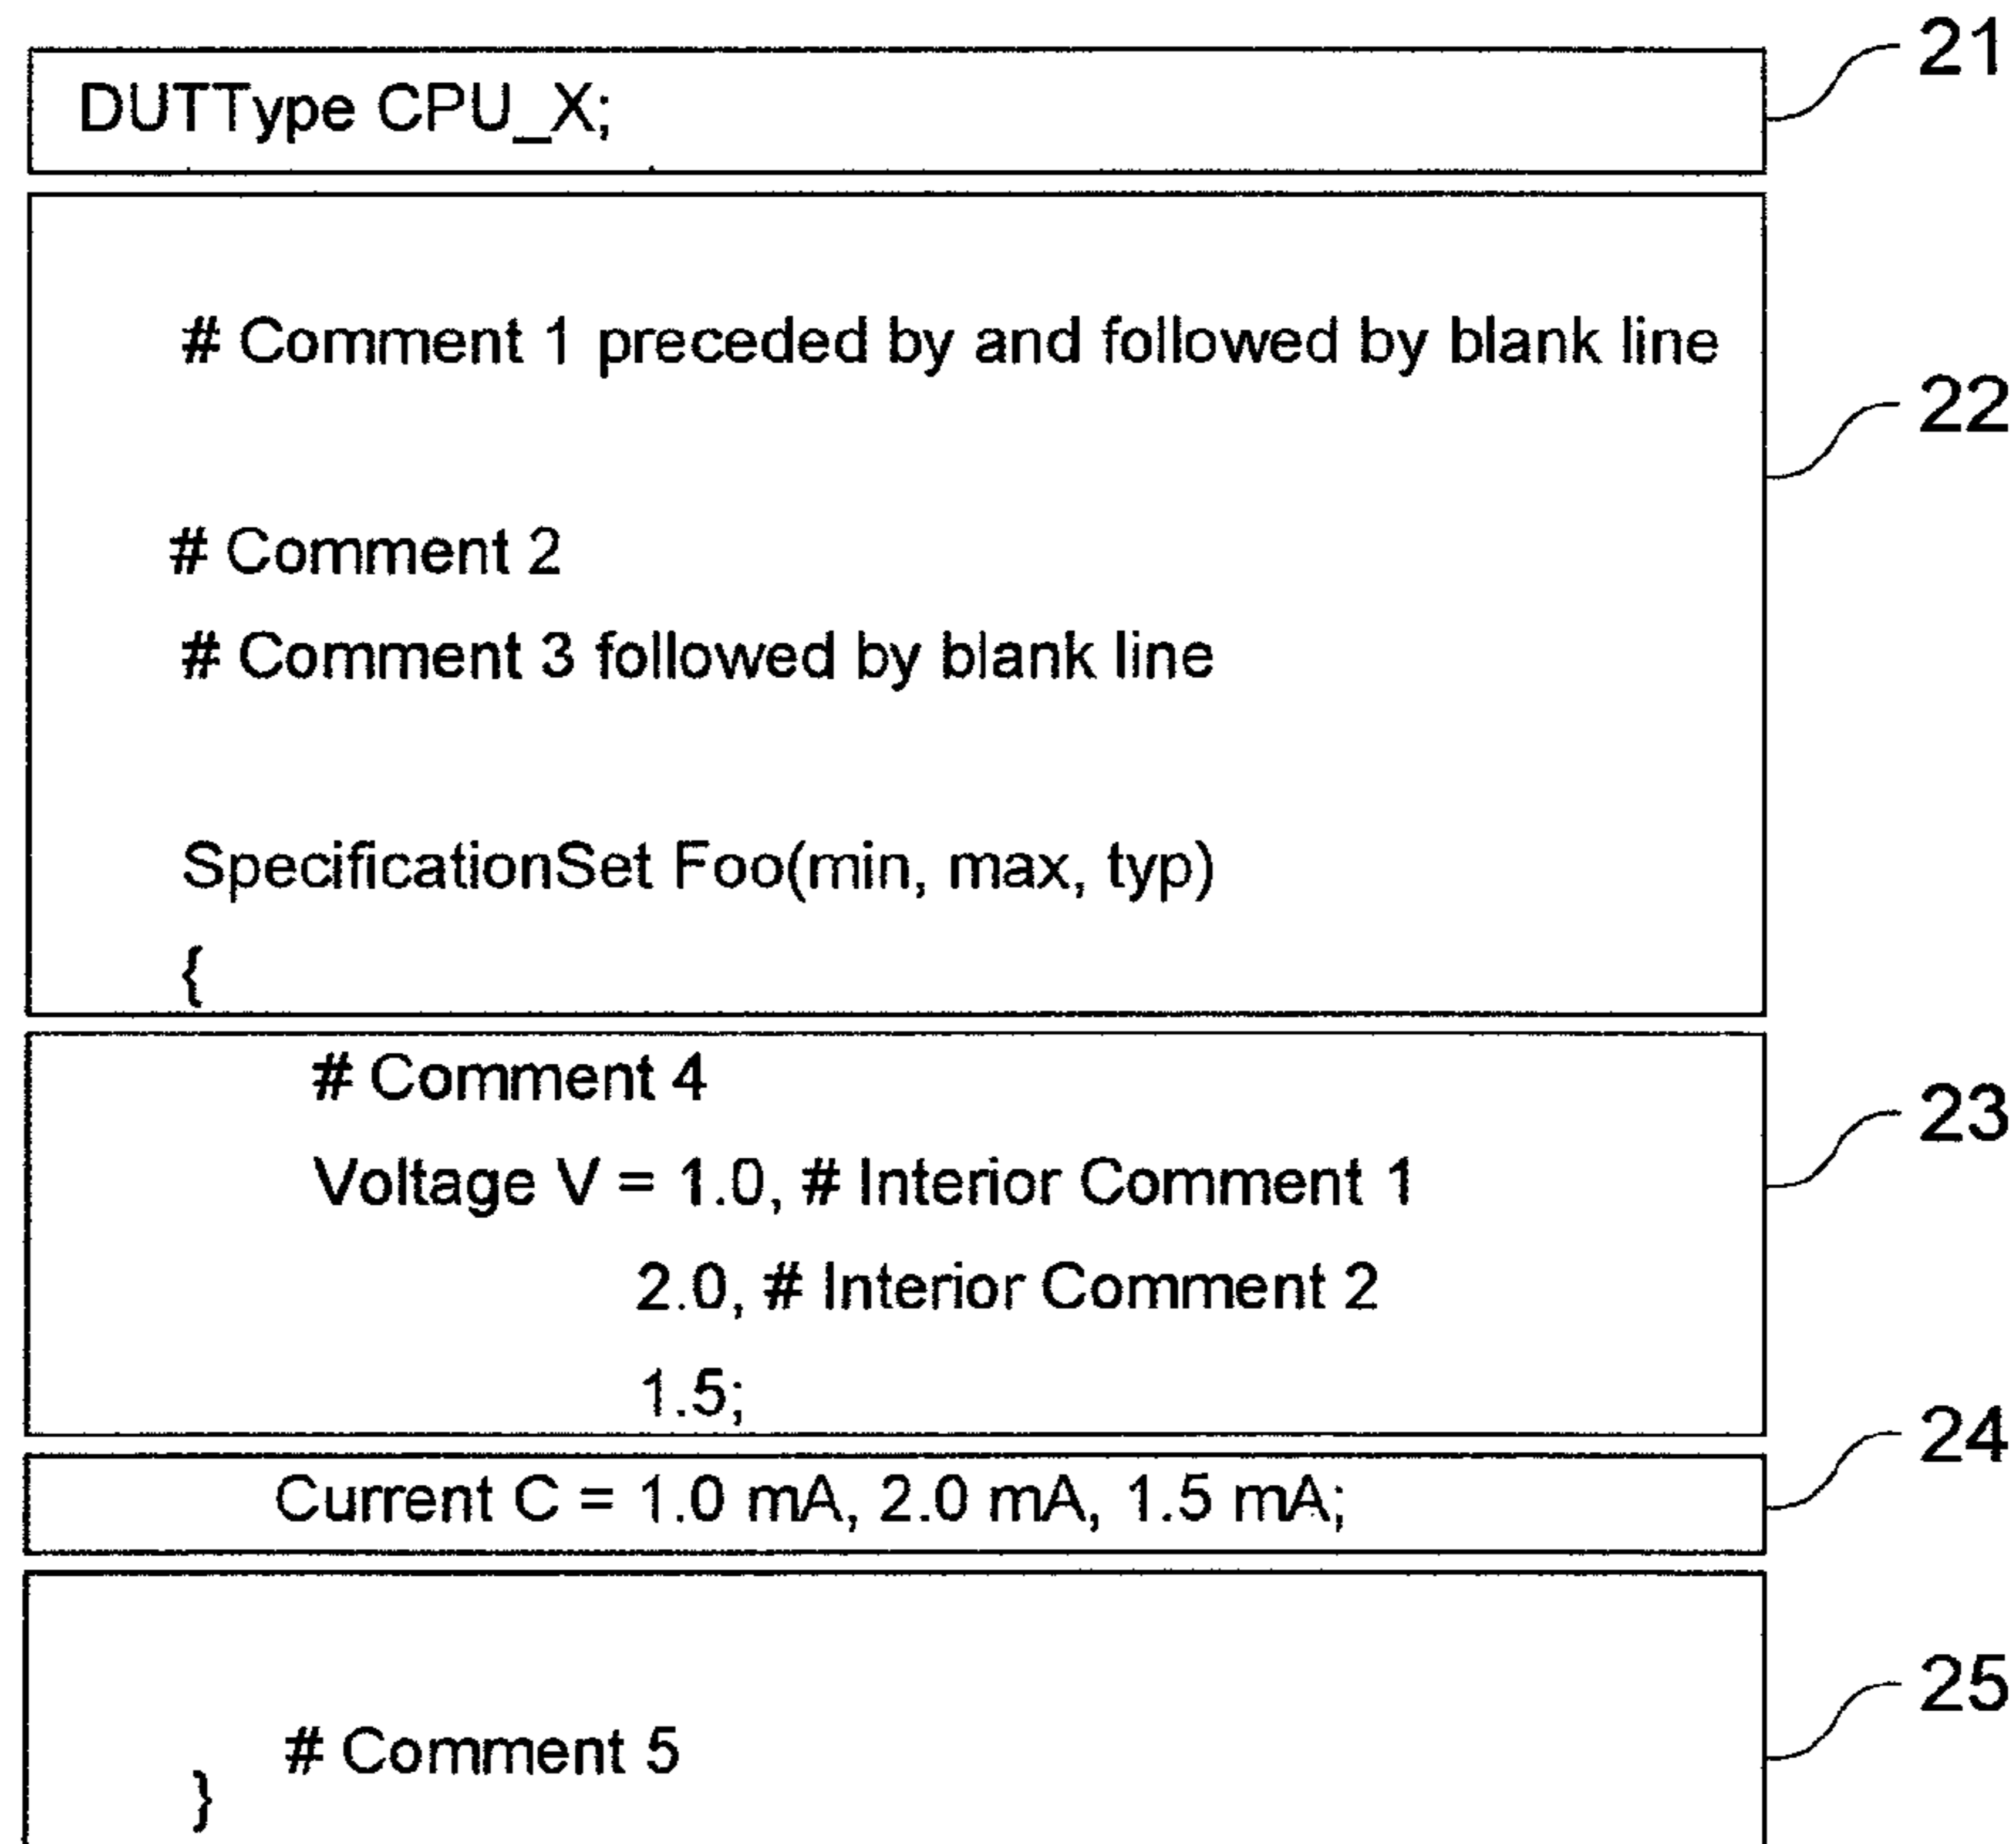 21
DUTType CPU_X;
# Comment 1 preceded by and followed by blank line
22
# Comment 2
# Comment 3 followed by blank line
SpecificationSet Foo(min, max, typ)
{
# Comment 4
23
Voltage V = 1.0, # Interior Comment 1
2.0, # Interior Comment 2
1.5;
24
Current C = 1.0 mA, 2.0 mA, 1.5 mA;
25
# Comment 5
}